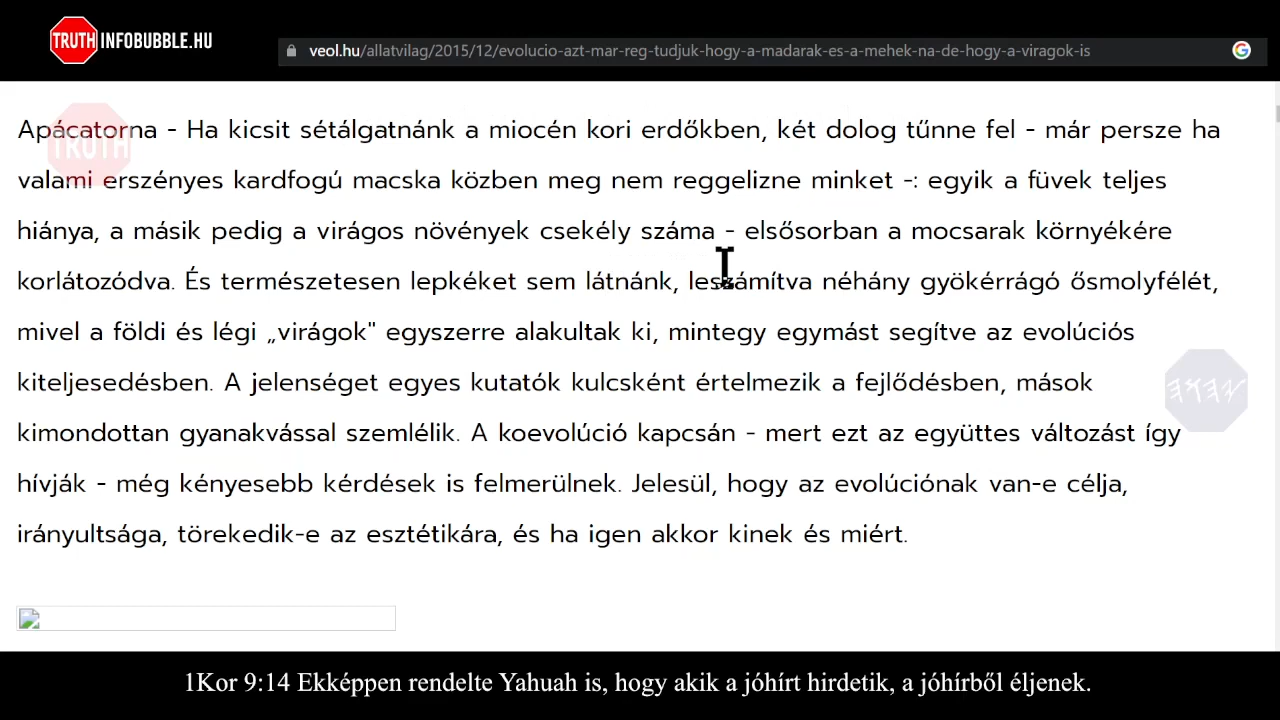 TRUTH INFOBUBBLE.HU
veol.hu/allatvilag/2015/12/evolucio-azt-mar-reg-tudjuk-hogy-a-madarak-es-a-mehek-na-de-hogy-a-viragok-is
Apácatorna - Ha kicsit sétálgatnánk a miocén kori erdőkben, két dolog tűnne fel - már persze ha
TRUTH
valami erszényes kardfogú macska közben meg nem reggelizne minket -: egyik a füvek teljes
hiánya, a másik pedig a virágos növények csekély száma - elsősorban a mocsarak környékére
korlátozódva. És természetesen lepkéket sem látnánk, leszámítva néhány gyökérrágó ősmolyfélét,
mivel a földi és légi „virágok" egyszerre alakultak ki, mintegy egymást segítve az evolúciós
kiteljesedésben. A jelenséget egyes kutatók kulcsként értelmezik a fejlődésben, mások
𐤉𐤄𐤅𐤄
kimondottan gyanakvással szemlélik. A koevolúció kapcsán - mert ezt az együttes változást így
hívják - még kényesebb kérdések is felmerülnek. Jelesül, hogy az evolúciónak van-e célja,
irányultsága, törekedik-e az esztétikára, és ha igen akkor kinek és miért.
1Kor 9:14 Ekképpen rendelte Yahuah is, hogy akik a jóhírt hirdetik, a jóhírből éljenek.